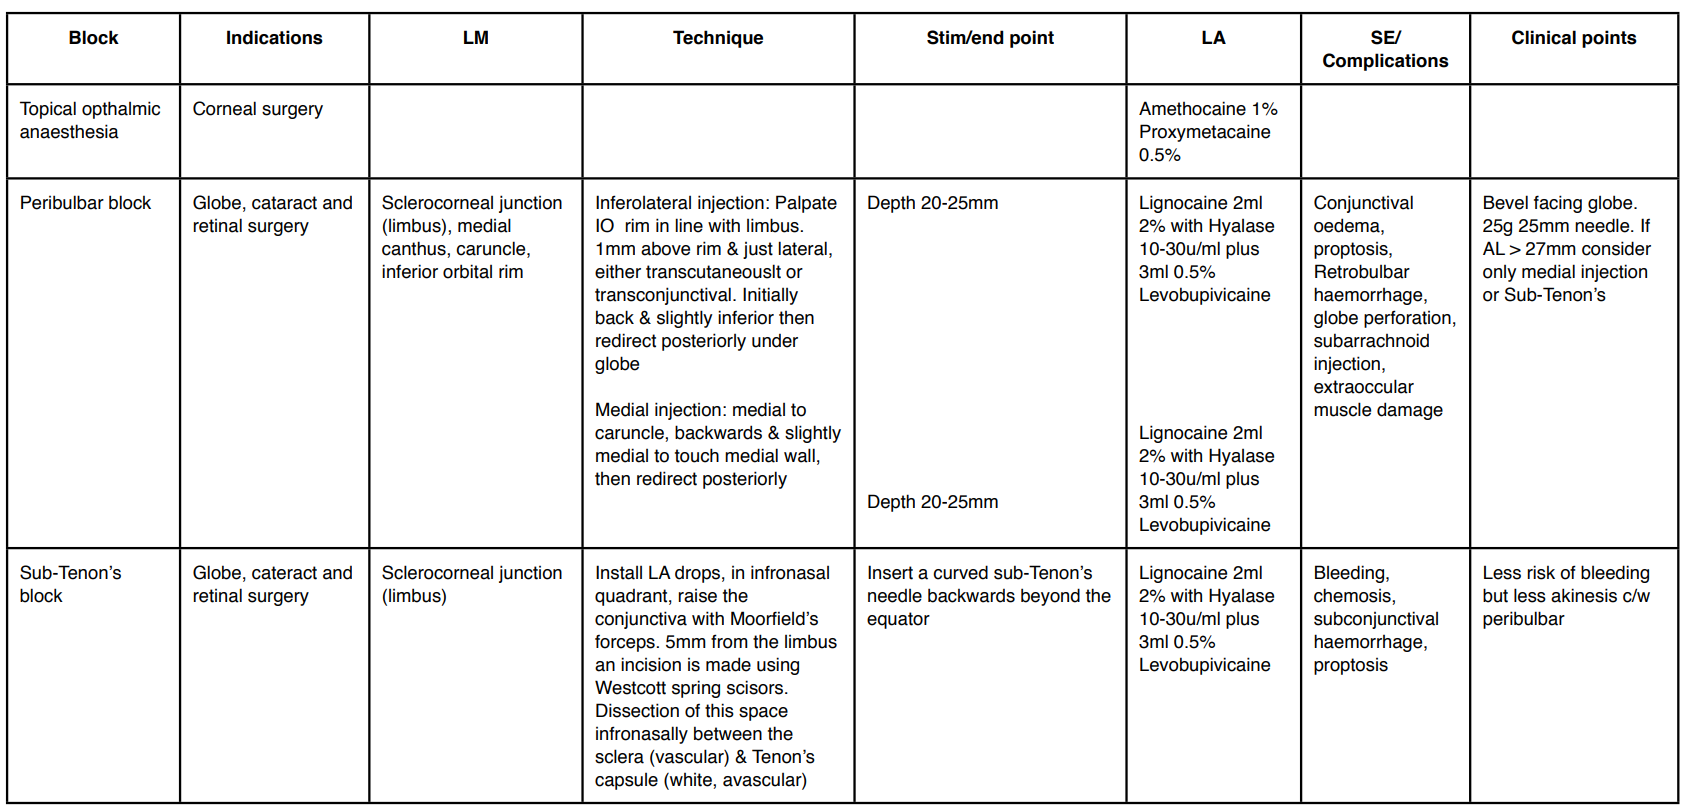 Block
Indications
LM
Technique
Stim/end point
LA
SE/
Complications
Clinical points
Topical opthalmic
anaesthesia
Corneal surgery
Amethocaine 1%
Proxymetacaine
0.5%
Peribulbar block
Globe, cataract and
retinal surgery
Sclerocorneal junction
(limbus), medial
canthus, caruncle,
inferior orbital rim
Inferolateral injection: Palpate
IO rim in line with limbus.
1mm above rim & just lateral,
either transcutaneouslt or
transconjunctival. Initially
back & slightly inferior then
redirect posteriorly under
globe
Medial injection: medial to
caruncle, backwards & slightly
medial to touch medial wall,
then redirect posteriorly
Depth 20-25mm
Depth 20-25mm
Lignocaine 2ml
2% with Hyalase
10-30u/ml plus
3ml 0.5%
Levobupivicaine
Lignocaine 2ml
2% with Hyalase
10-30u/ml plus
3ml 0.5%
Levobupivicaine
Conjunctival
oedema,
proptosis,
Retrobulbar
haemorrhage,
globe perforation,
subarrachnoid
injection,
extraoccular
muscle damage
Bevel facing globe.
25g 25mm needle. If
AL > 27mm consider
only medial injection
or Sub-Tenon's
Sub-Tenon's
block
Globe, cateract and
retinal surgery
Sclerocorneal junction
(limbus)
Install LA drops, in infronasal
quadrant, raise the
conjunctiva with Moorfield's
forceps. 5mm from the limbus
an incision is made using
Westcott spring scisors.
Dissection of this space
infronasally between the
sclera (vascular) & Tenon's
capsule (white, avascular)
Insert a curved sub-Tenon's
needle backwards beyond the
equator
Lignocaine 2ml
2% with Hyalase
10-30u/ml plus
3ml 0.5%
Levobupivicaine
Bleeding,
chemosis,
subconjunctival
haemorrhage,
proptosis
Less risk of bleeding
but less akinesis c/w
peribulbar